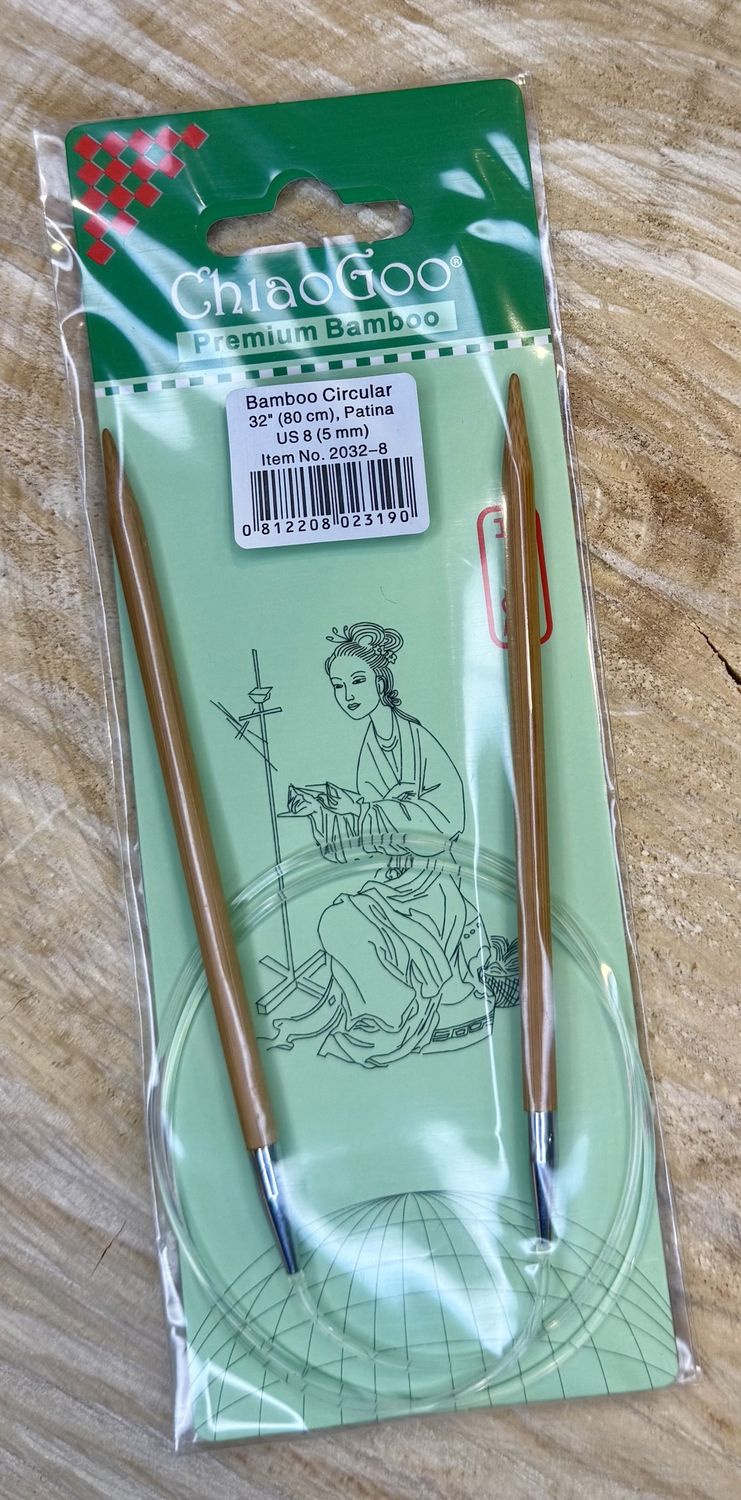 ChiaoGoo®
Premium Bamboo
Bamboo Circular
32" (80 cm), Patina
US 8 (5 mm)
Item No. 2032-8
0 812208 023190